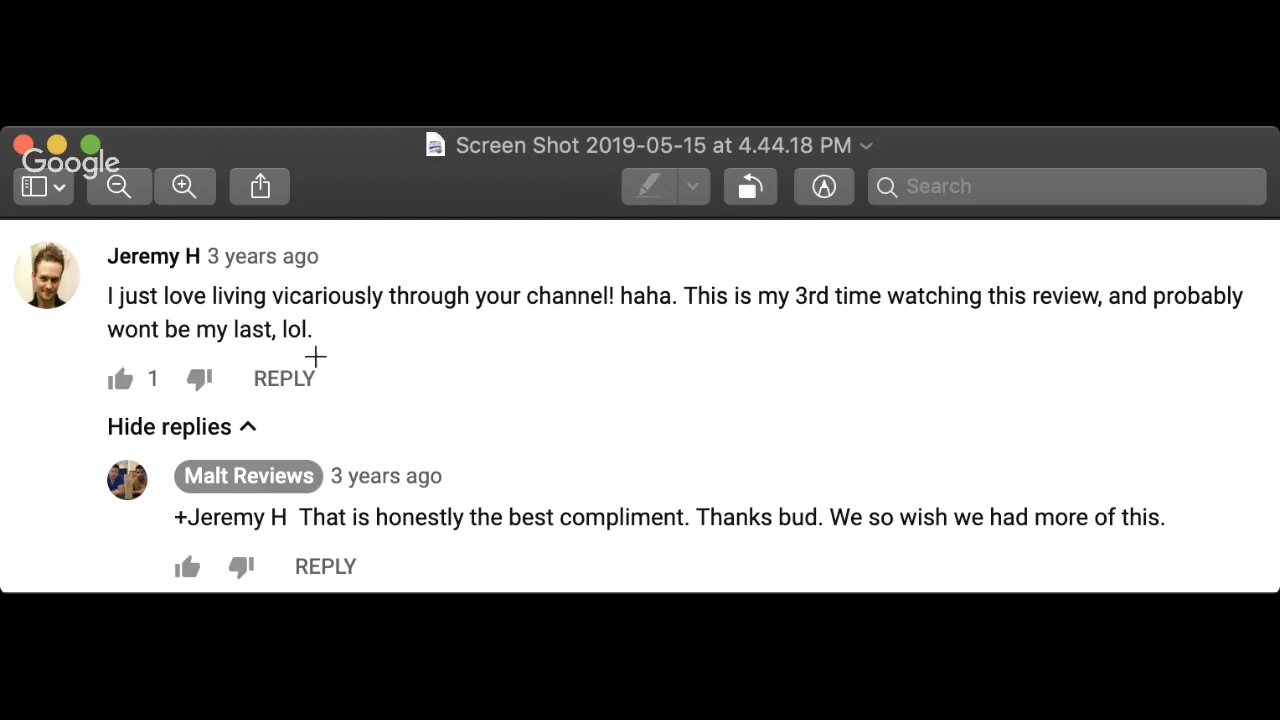 Screen Shot 2019-05-15 at 4.44.18 PM
Google
Search
Jeremy H 3 years ago
I just love living vicariously through your channel! haha. This is my 3rd time watching this review, and probably
wont be my last, lol.
1 REPLY
Hide replies
Malt Reviews 3 years ago
+Jeremy H That is honestly the best compliment. Thanks bud. We so wish we had more of this.
REPLY